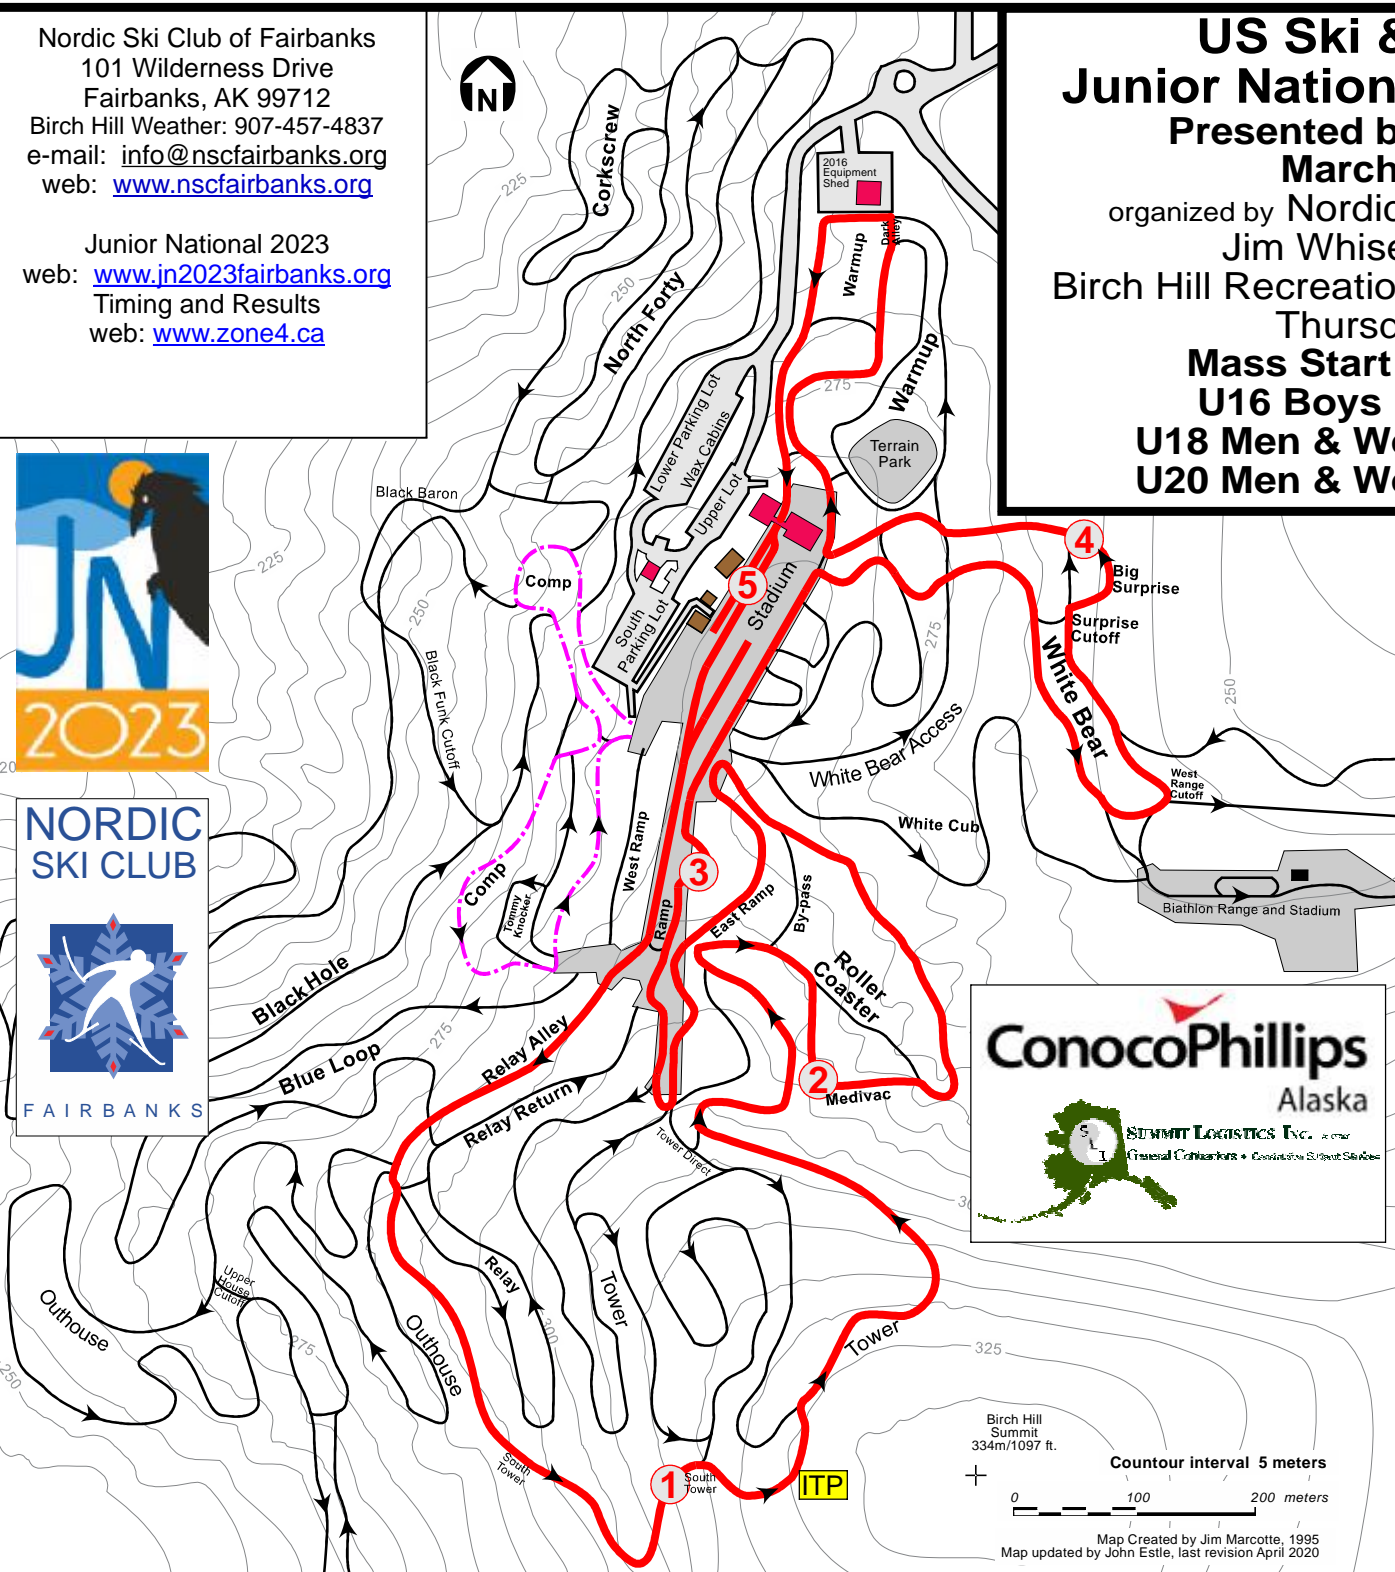 Nordic Ski Club of Fairbanks
101 Wilderness Drive
Fairbanks, AK 99712
Birch Hill Weather: 907-457-4837
e-mail: info@nscfairbanks.org
web: www.nscfairbanks.org
Junior National 2023
web: www.jn2023fairbanks.org
Timing and Results
web: www.zone4.ca
N
US Ski &
Junior Nation
Presented b
March
organized by Nordic
Jim Whise
Birch Hill Recreatio
Thursd
Mass Start
U16 Boys
U18 Men & We
U20 Men & We
2016
Equipment
Shed
Dark
Alley
Warmup
Corkscrew
225
250
North Forty
Warmup
275
Terrain
Park
Lower Parking Lot
Wax Cabins
Upper Lot
Black Baron
JN
2023
225
250
Comp
South
Parking Lot
5
Stadium
4
Big
Surprise
Surprise
Cutoff
275
White Bear
250
Black Funk Cutoff
White Bear Access
West
Range
Cutoff
White Cub
20
NORDIC
SKI CLUB
FAIRBANKS
Comp
Tommy
Knocker
West Ramp
3
Ramp
East Ramp
By-pass
Biathlon Range and Stadium
Roller
Coaster
Black Hole
275
Blue Loop
Relay Alley
Relay Return
2
Medivac
Tower Direct
ConocoPhillips
Alaska
SLI
SUMMIT LOGISTICS INC.
General Contractors
30
Outhouse
Upper
House
Cutoff
275
250
Outhouse
Relay
300
Tower
Tower
325
South
Tower
1
South
Tower
ITP
Birch Hill
Summit
334m/1097 ft.
Countour interval 5 meters
0 100 200 meters
Map Created by Jim Marcotte, 1995
Map updated by John Estle, last revision April 2020